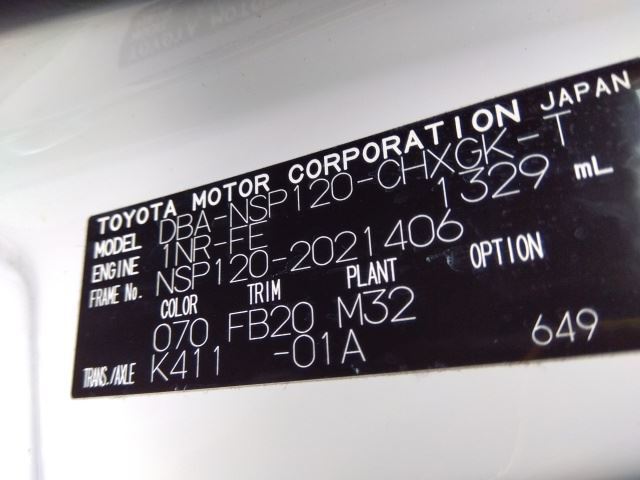 TOYOTA MOTOR CORPORATION JAPAN
MODEL DBA-NSP120-CHXGK-T
ENGINE 1NR-FE 1329 mL
FRAME No. NSP120-2021406
COLOR TRIM PLANT OPTION
070 FB20 M32
TRANS./AXLE K411 -01A 649